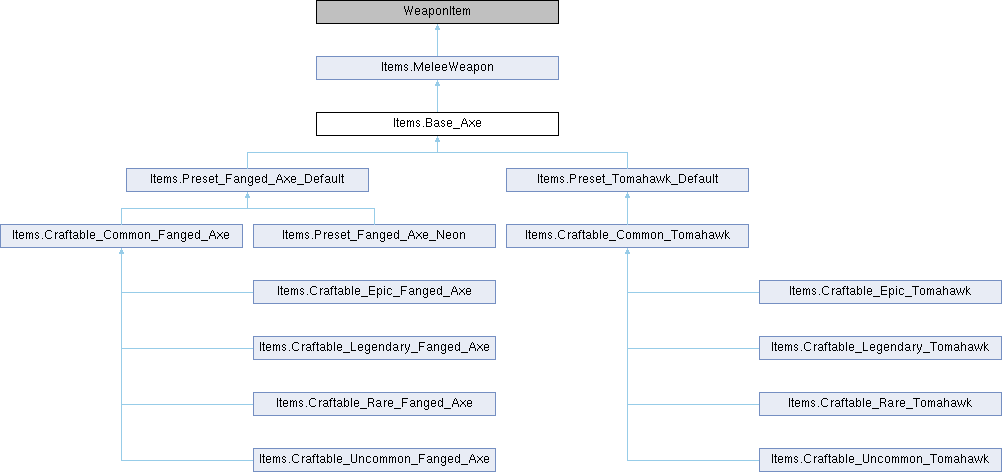 WeaponItem
Items.MeleeWeapon
Items.Base_Axe
Items.Preset_Fanged_Axe_Default
Items.Preset_Tomahawk_Default
Items.Craftable_Common_Fanged_Axe
Items.Preset_Fanged_Axe_Neon
Items.Craftable_Common_Tomahawk
Items.Craftable_Epic_Fanged_Axe
Items.Craftable_Epic_Tomahawk
Items.Craftable_Legendary_Fanged_Axe
Items.Craftable_Legendary_Tomahawk
Items.Craftable_Rare_Fanged_Axe
Items.Craftable_Rare_Tomahawk
Items.Craftable_Uncommon_Fanged_Axe
Items.Craftable_Uncommon_Tomahawk